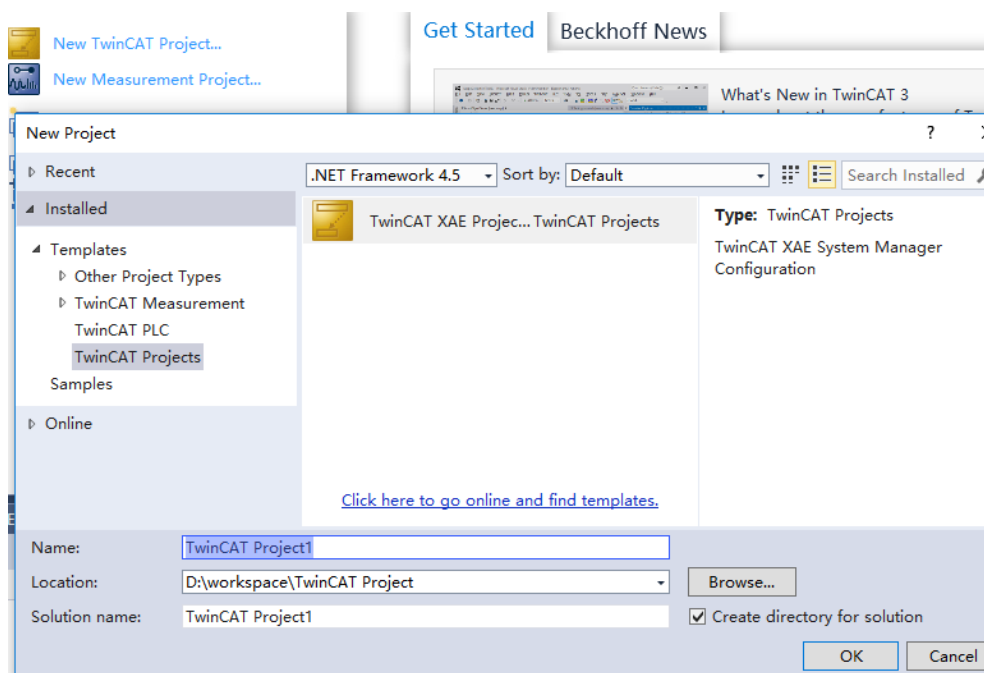 Get Started
Beckhoff News
New TwinCAT Project...
New Measurement Project...
What's New in TwinCAT 3
New Project
?
Recent
.NET Framework 4.5
Sort by:
Default
Search Installed
Installed
TwinCAT XAE Projec... TwinCAT Projects
Type: TwinCAT Projects
TwinCAT XAE System Manager
Configuration
Templates
Other Project Types
TwinCAT Measurement
TwinCAT PLC
TwinCAT Projects
Samples
Online
Click here to go online and find templates.
Name:
TwinCAT Project1
Location:
D:\workspace\TwinCAT Project
Browse...
Solution name:
TwinCAT Project1
Create directory for solution
OK
Cancel